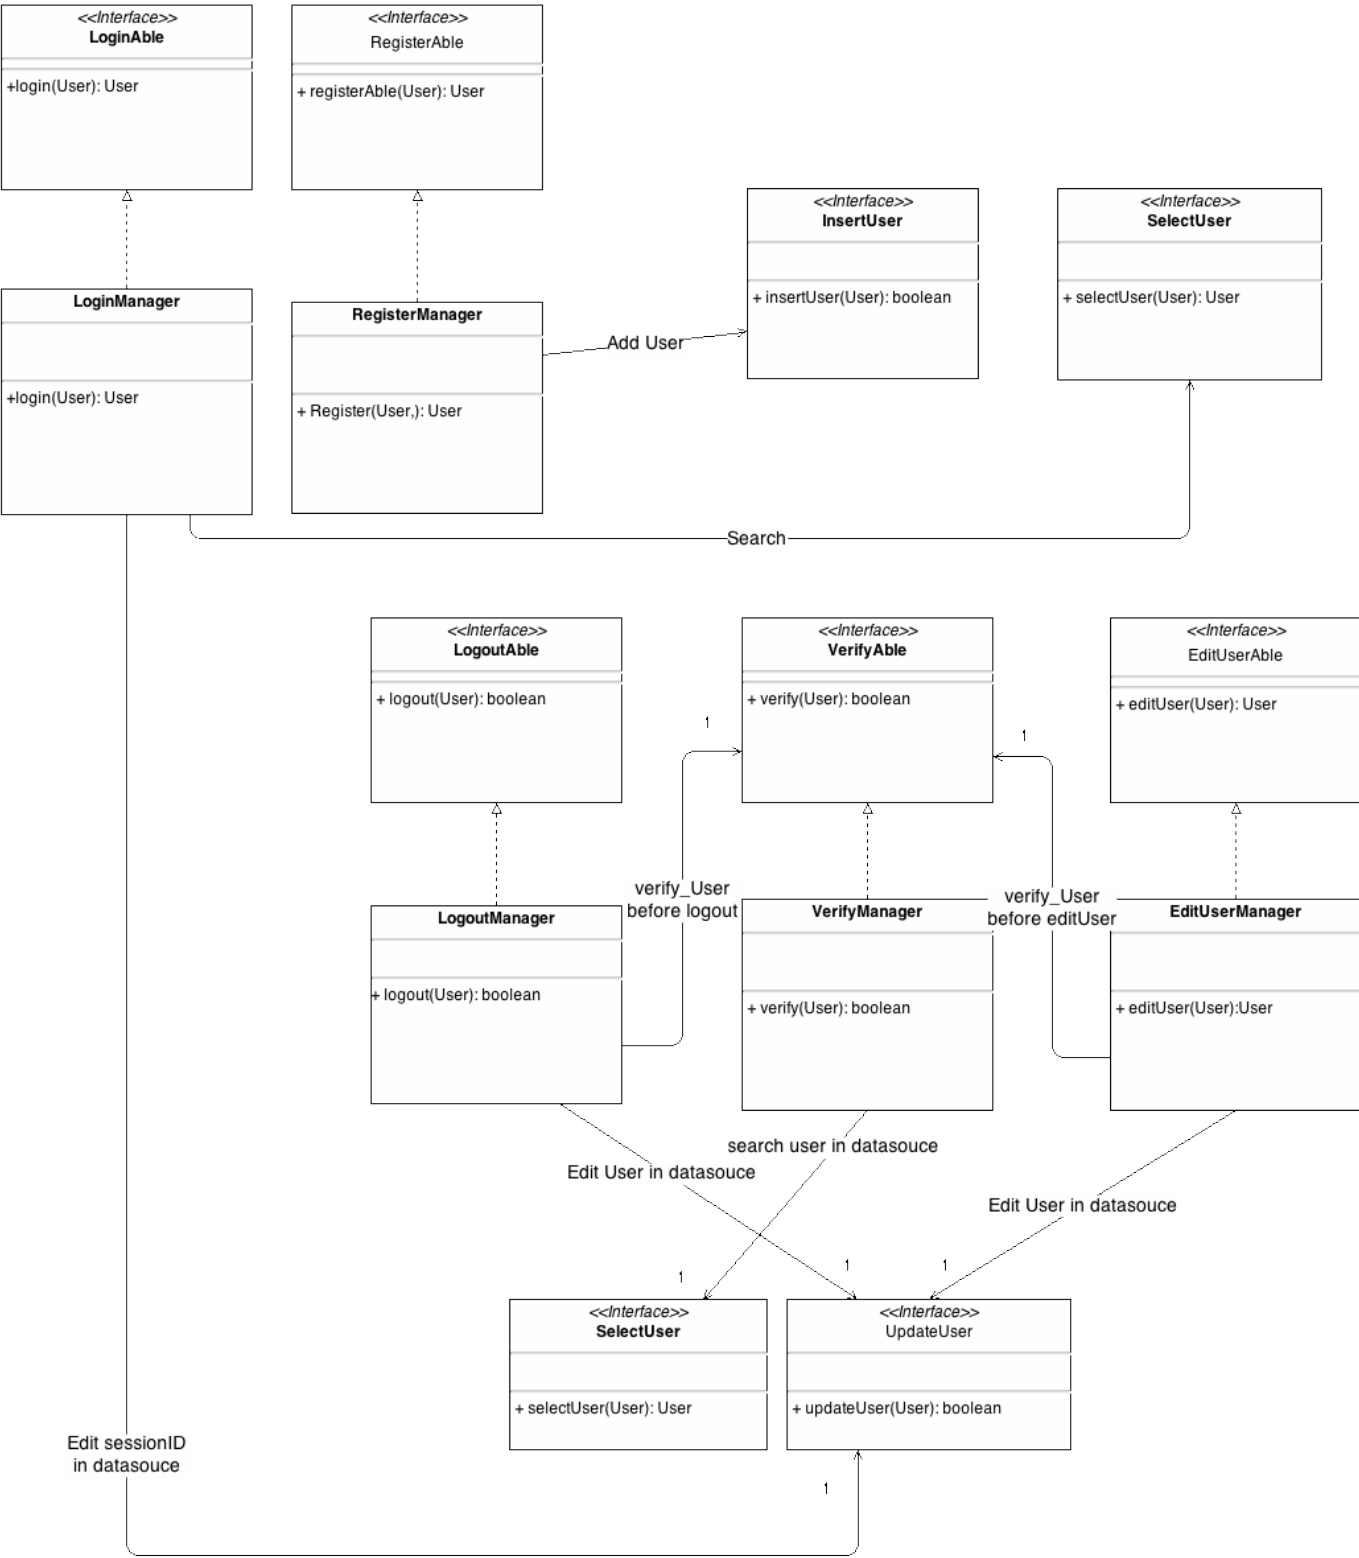 <<Interface>>
LoginAble
+login(User): User
<<Interface>>
RegisterAble
+ registerAble(User): User
<<Interface>>
InsertUser
+ insertUser(User): boolean
<<Interface>>
SelectUser
+ selectUser(User): User
LoginManager
+login(User): User
RegisterManager
+ Register(User,): User
Add User
Search
<<Interface>>
LogoutAble
+ logout(User): boolean
<<Interface>>
VerifyAble
+ verify(User): boolean
<<Interface>>
EditUserAble
+ editUser(User): User
1
1
verify_User
before logout
verify_User
before editUser
LogoutManager
+ logout(User): boolean
VerifyManager
+ verify(User): boolean
EditUserManager
+ editUser(User):User
search user in datasouce
Edit User in datasouce
Edit User in datasouce
1
1
1
<<Interface>>
SelectUser
+ selectUser(User): User
<<Interface>>
UpdateUser
+ updateUser(User): boolean
Edit sessionID
in datasouce
1